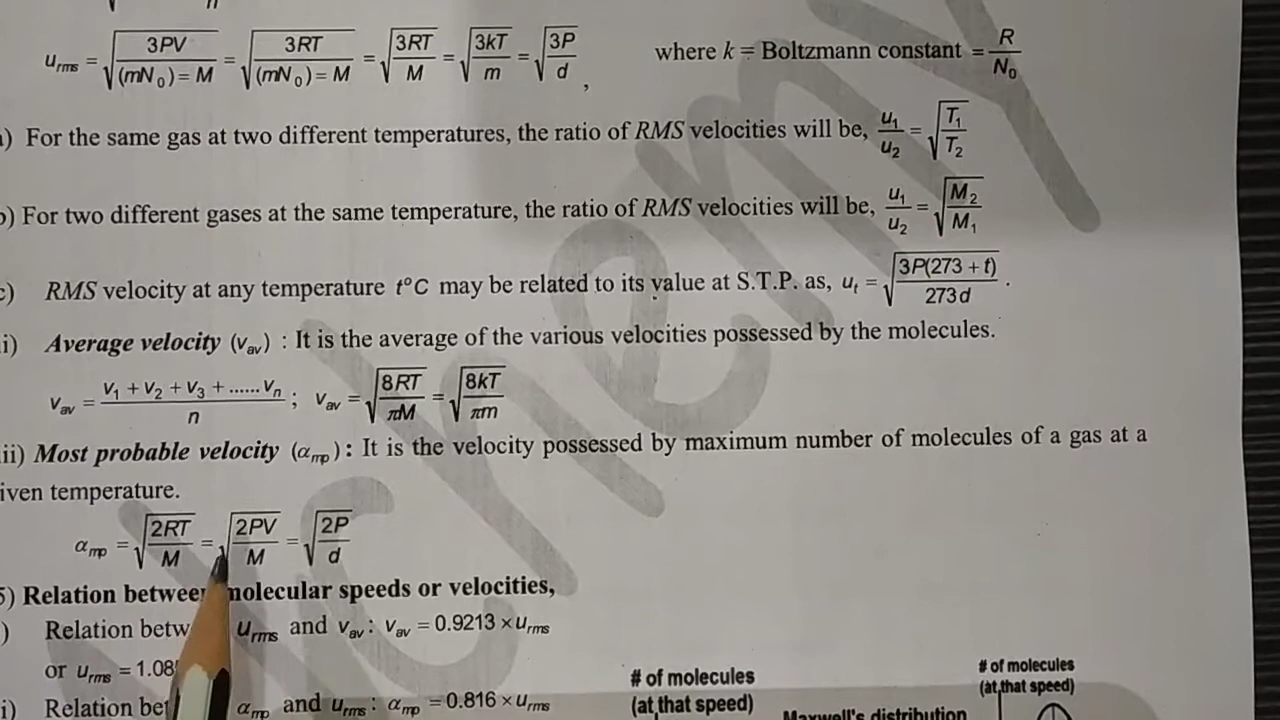 u_rms = √(3PV/(mN₀) = M) = √(3RT/(mN₀) = M) = √(3RT/M) = √(3kT/m) = √(3P/d), where k = Boltzmann constant = R/N₀
) For the same gas at two different temperatures, the ratio of RMS velocities will be, u₁/u₂ = √(T₁/T₂)
) For two different gases at the same temperature, the ratio of RMS velocities will be, u₁/u₂ = √(M₂/M₁)
) RMS velocity at any temperature t°C may be related to its value at S.T.P. as, u_t = √(3P(273 + t)/273d).
i) Average velocity (v_av) : It is the average of the various velocities possessed by the molecules.
v_av = (v₁ + v₂ + v₃ + ...... v_n)/n ; v_av = √(8RT/πM) = √(8kT/πm)
ii) Most probable velocity (α_mp) : It is the velocity possessed by maximum number of molecules of a gas at a
iven temperature.
α_mp = √(2RT/M) = √(2PV/M) = √(2P/d)
5) Relation between molecular speeds or velocities,
) Relation betw u_rms and v_av : v_av = 0.9213 × u_rms
or u_rms = 1.08
i) Relation bet α_mp and u_rms : α_mp = 0.816 × u_rms
# of molecules
(at that speed)
Maxwell's distribution
# of molecules
(at that speed)
chemy